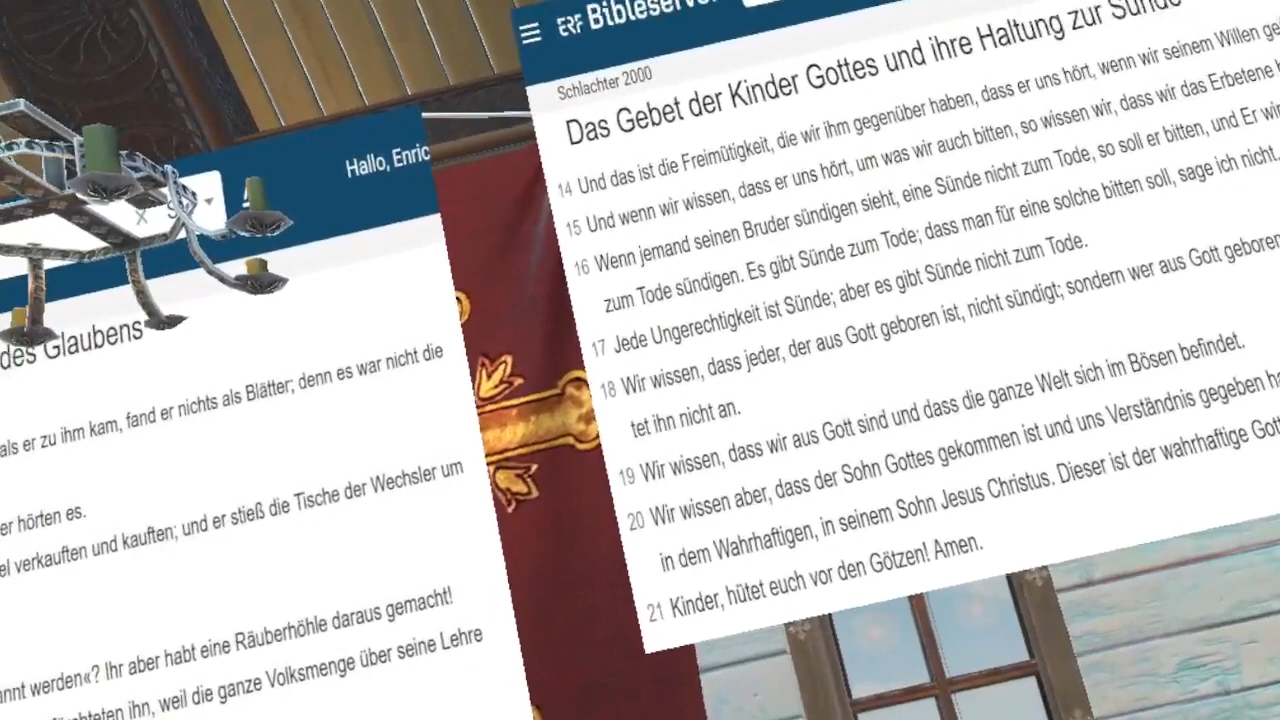 Hallo, Enric
des Glaubens
als er zu ihm kam, fand er nichts als Blätter; denn es war nicht die
er hörten es.
el verkauften und kauften; und er stieß die Tische der Wechsler um
annt werden«? Ihr aber habt eine Räuberhöhle daraus gemacht!
fürchteten ihn, weil die ganze Volksmenge über seine Lehre
ERF Bibleserver
Schlachter 2000
Das Gebet der Kinder Gottes und ihre Haltung zur Sünde
14 Und das ist die Freimütigkeit, die wir ihm gegenüber haben, dass er uns hört, wenn wir seinem Willen ge
15 Und wenn wir wissen, dass er uns hört, um was wir auch bitten, so wissen wir, dass wir das Erbetene
16 Wenn jemand seinen Bruder sündigen sieht, eine Sünde nicht zum Tode, so soll er bitten, und Er wi
zum Tode sündigen. Es gibt Sünde zum Tode; dass man für eine solche bitten soll, sage ich nicht.
17 Jede Ungerechtigkeit ist Sünde; aber es gibt Sünde nicht zum Tode.
18 Wir wissen, dass jeder, der aus Gott geboren ist, nicht sündigt; sondern wer aus Gott geboren
tet ihn nicht an.
19 Wir wissen, dass wir aus Gott sind und dass die ganze Welt sich im Bösen befindet.
20 Wir wissen aber, dass der Sohn Gottes gekommen ist und uns Verständnis gegeben ha
in dem Wahrhaftigen, in seinem Sohn Jesus Christus. Dieser ist der wahrhaftige Gott
21 Kinder, hütet euch vor den Götzen! Amen.